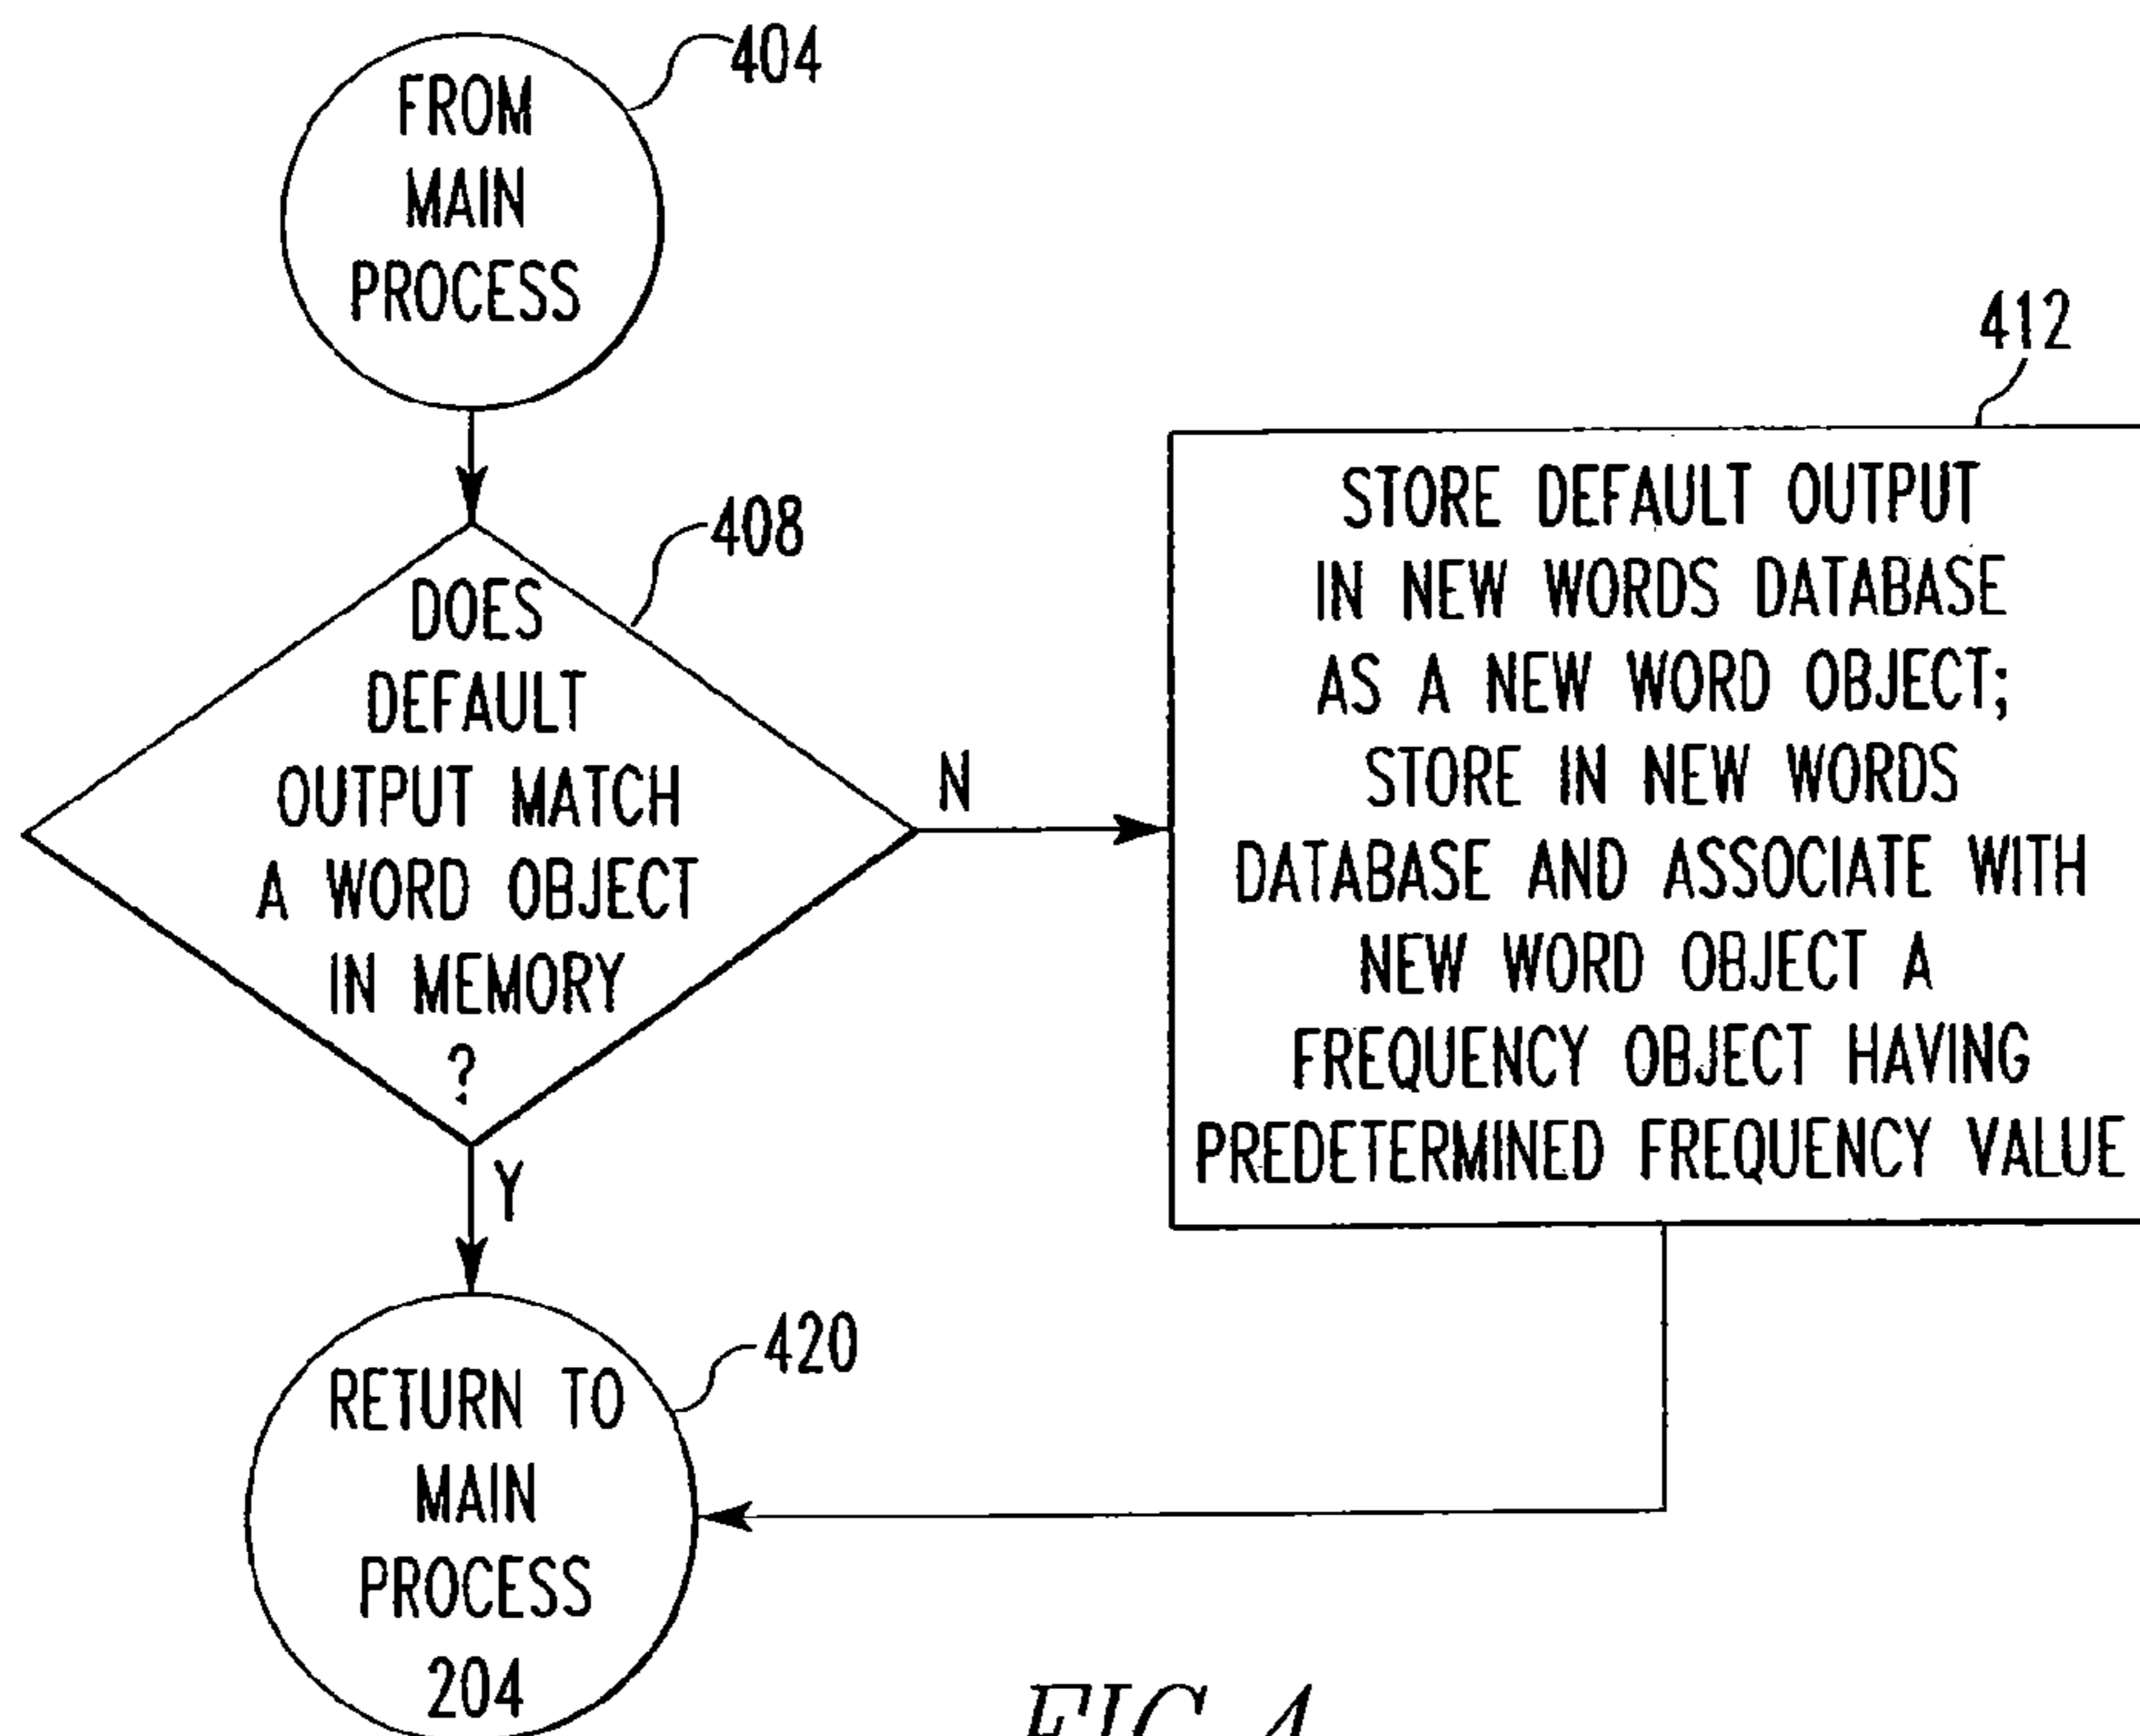 FROM
MAIN
PROCESS
404
DOES
DEFAULT
OUTPUT MATCH
A WORD OBJECT
IN MEMORY
?
408
N
Y
412
STORE DEFAULT OUTPUT
IN NEW WORDS DATABASE
AS A NEW WORD OBJECT;
STORE IN NEW WORDS
DATABASE AND ASSOCIATE WITH
NEW WORD OBJECT A
FREQUENCY OBJECT HAVING
PREDETERMINED FREQUENCY VALUE
RETURN TO
MAIN
PROCESS
204
420
FIG. 4